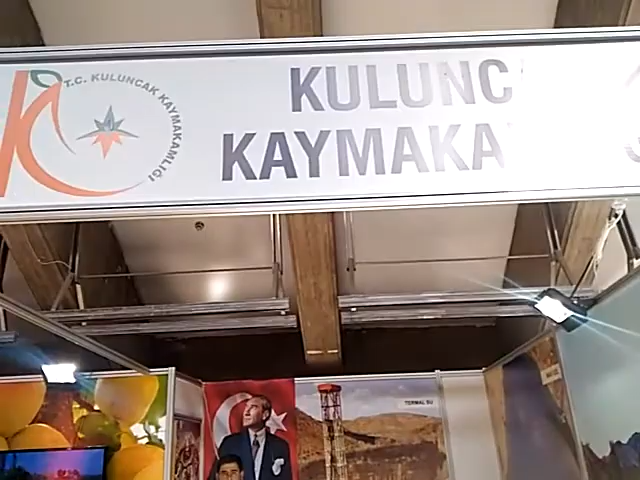 T.C. KULUNCAK KAYMAKAMLIĞI
KULUNC
KAYMAKA
TERMAL SU